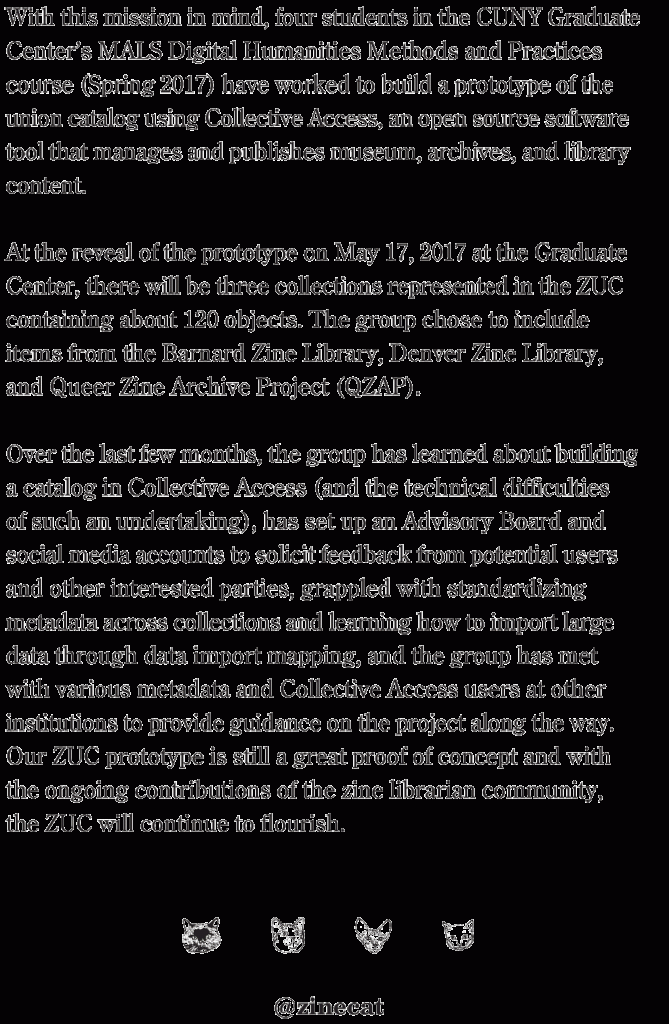 With this mission in mind, four students in the CUNY Graduate
Center's MALS Digital Humanities Methods and Practices
course (Spring 2017) have worked to build a prototype of the
union catalog using Collective Access, an open source software
tool that manages and publishes museum, archives, and library
content.
At the reveal of the prototype on May 17, 2017 at the Graduate
Center, there will be three collections represented in the ZUC
containing about 120 objects. The group chose to include
items from the Barnard Zine Library, Denver Zine Library,
and Queer Zine Archive Project (QZAP).
Over the last few months, the group has learned about building
a catalog in Collective Access (and the technical difficulties
of such an undertaking), has set up an Advisory Board and
social media accounts to solicit feedback from potential users
and other interested parties, grappled with standardizing
metadata across collections and learning how to import large
data through data import mapping, and the group has met
with various metadata and Collective Access users at other
institutions to provide guidance on the project along the way.
Our ZUC prototype is still a great proof of concept and with
the ongoing contributions of the zine librarian community,
the ZUC will continue to flourish.
@zinecat